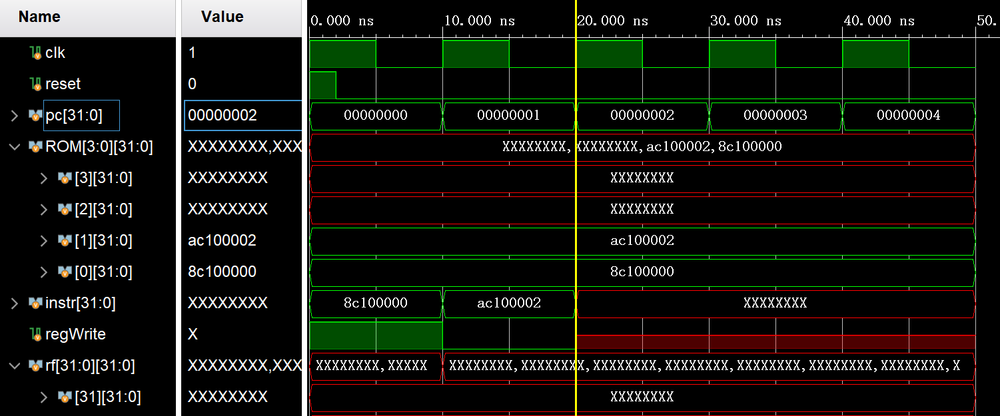 Name Value 0.000 ns 10.000 ns 20.000 ns 30.000 ns 40.000 ns 50.
clk 1
reset 0
pc[31:0] 00000002 00000000 00000001 00000002 00000003 00000004
ROM[3:0][31:0] XXXXXXXX,XXX XXXXXXXX,XXXXXXXX,ac100002,8c100000
[3][31:0] XXXXXXXX XXXXXXXX
[2][31:0] XXXXXXXX XXXXXXXX
[1][31:0] ac100002 ac100002
[0][31:0] 8c100000 8c100000
instr[31:0] XXXXXXXX 8c100000 ac100002 XXXXXXXX
regWrite X
rf[31:0][31:0] XXXXXXXX,XXX XXXXXXXX,XXXXX XXXXXXXX,XXXXXXXX,XXXXXXXX,XXXXXXXX,XXXXXXXX,XXXXXXXX,XXXXXXXX,X
[31][31:0] XXXXXXXX XXXXXXXX